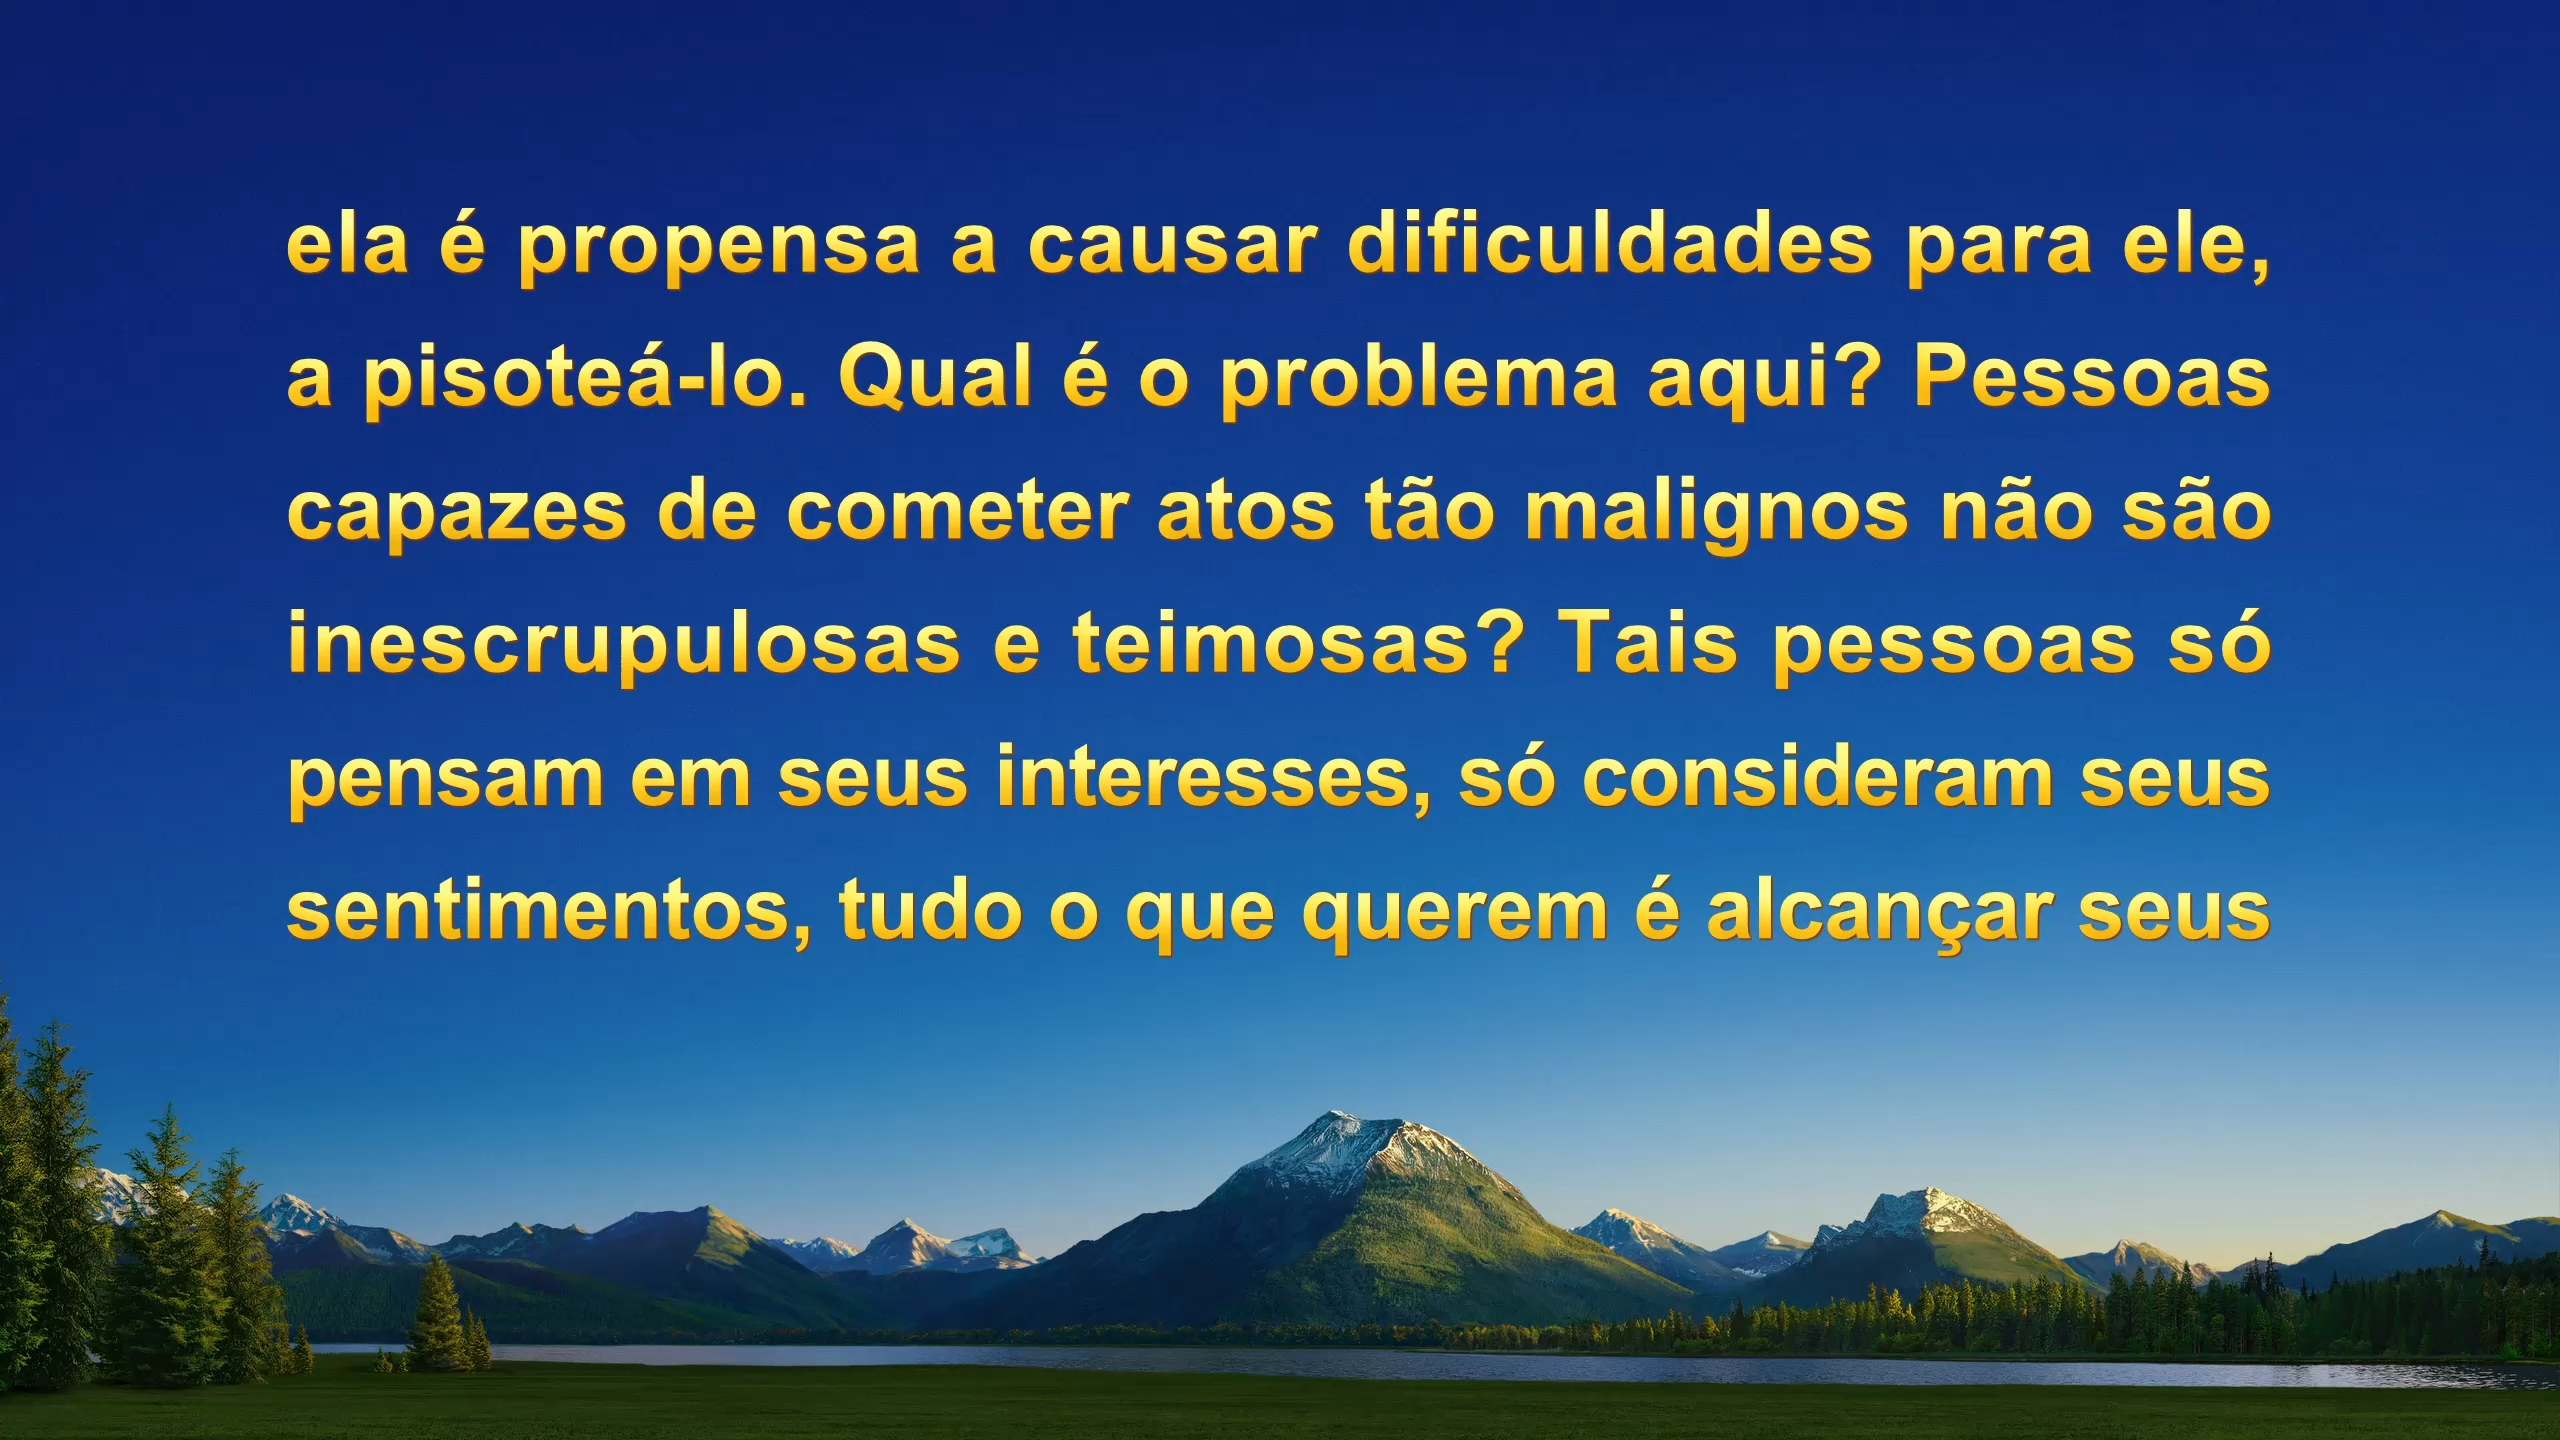 ela é propensa a causar dificuldades para ele,
a pisoteá-lo. Qual é o problema aqui? Pessoas
capazes de cometer atos tão malignos não são
inescrupulosas e teimosas? Tais pessoas só
pensam em seus interesses, só consideram seus
sentimentos, tudo o que querem é alcançar seus